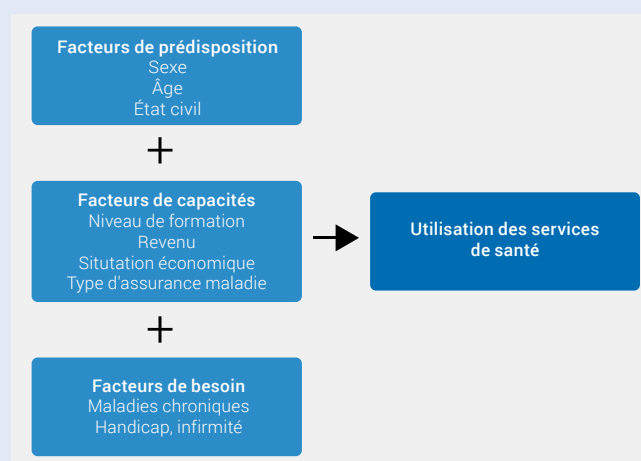 Facteurs de prédisposition
Sexe
Âge
État civil
+
Facteurs de capacités
Niveau de formation
Revenu
Situtation économique
Type d'assurance maladie
+
Facteurs de besoin
Maladies chroniques
Handicap, infirmité
Utilisation des services
de santé